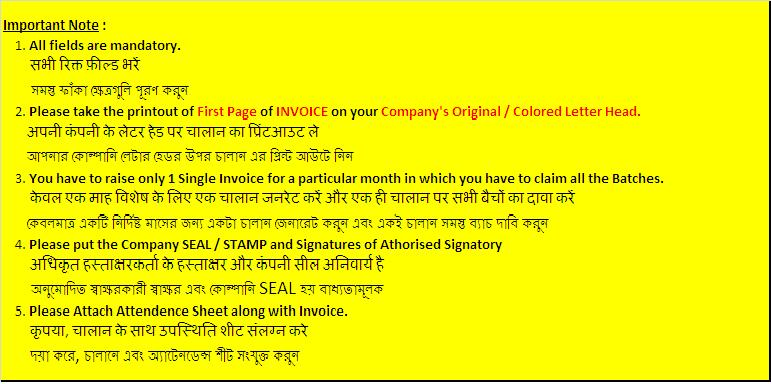 Important Note :
1. All fields are mandatory.
सभी रिक्त फ़ील्ड भरें
সমস্ত ফাঁকা ক্ষেত্রগুলি পূরণ করুন
2. Please take the printout of First Page of INVOICE on your Company's Original / Colored Letter Head.
अपनी कंपनी के लेटर हेड पर चालान का प्रिंटआउट ले
আপনার কোম্পানি লেটার হেডর উপর চালান এর প্রিন্ট আউটে নিন
3. You have to raise only 1 Single Invoice for a particular month in which you have to claim all the Batches.
केवल एक माह विशेष के लिए एक चालान जनरेट करें और एक ही चालान पर सभी बैचों का दावा करें
কেবলমাত্র একটি নির্দিষ্ট মাসের জন্য একটা চালান জেনারেট করুন এবং একই চালান সমস্ত ব্যাচ দাবি করুন
4. Please put the Company SEAL / STAMP and Signatures of Athorised Signatory
अधिकृत हस्ताक्षरकर्ता के हस्ताक्षर और कंपनी सील अनिवार्य है
অনুমোদিত স্বাক্ষরকারী স্বাক্ষর এবং কোম্পানি SEAL হয় বাধ্যতামূলক
5. Please Attach Attendence Sheet along with Invoice.
कृपया, चालान के साथ उपस्थिति शीट संलग्न करे
দয়া করে, চালানে এবং অ্যাটেনডেন্স শীট সংযুক্ত করুন